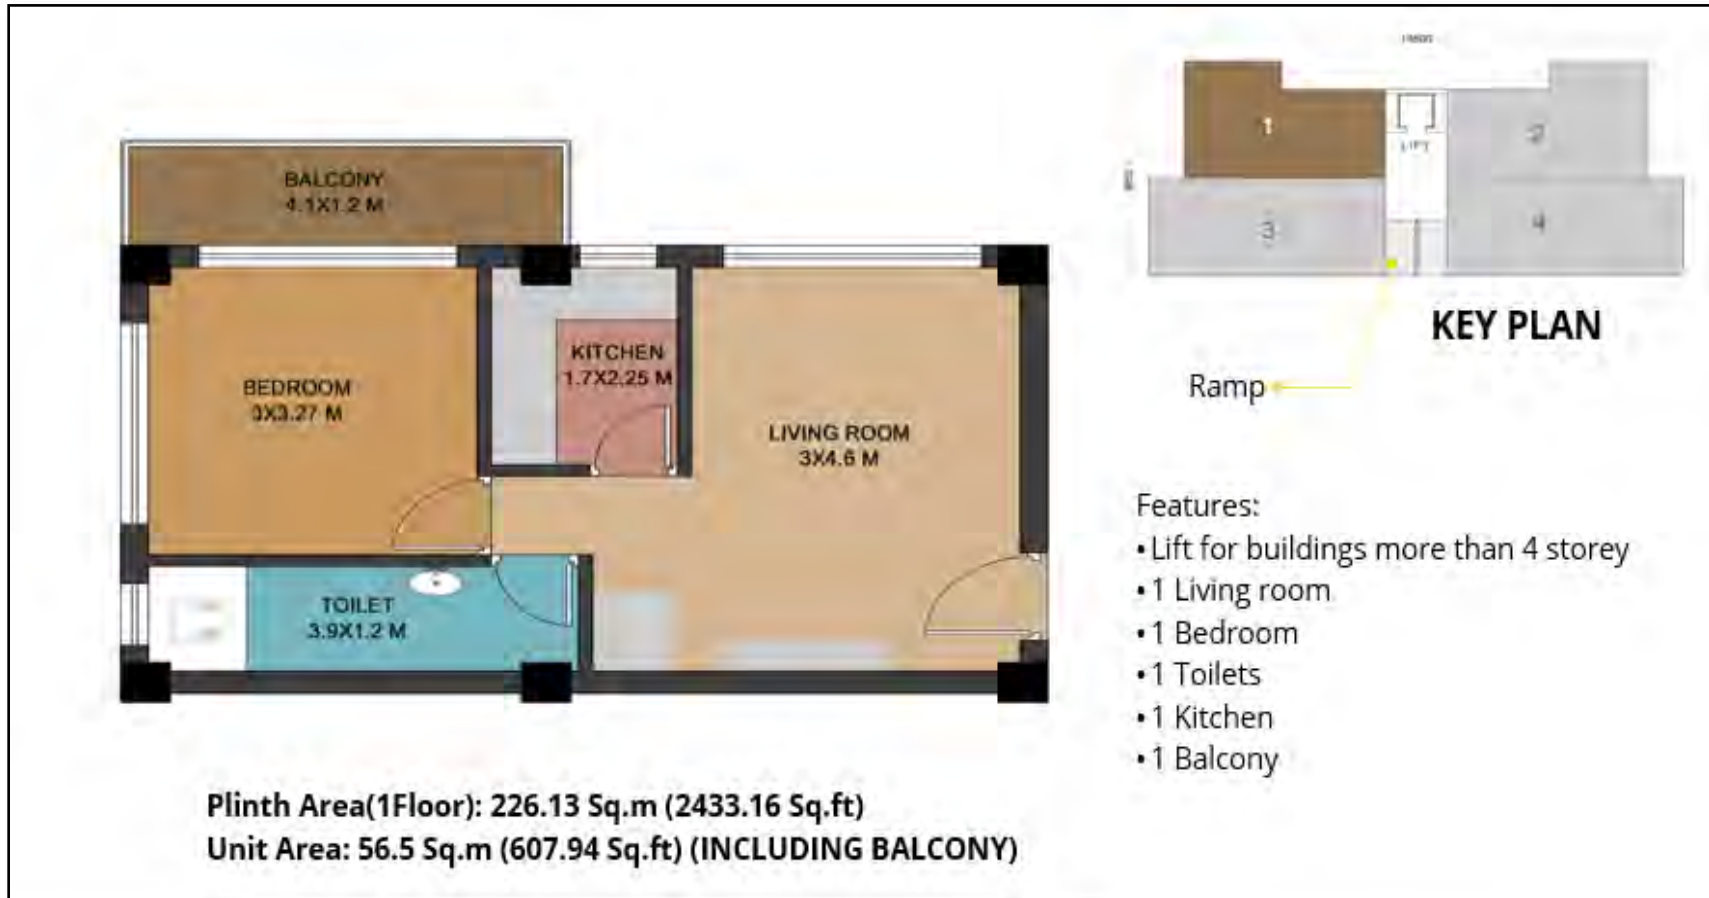 BALCONY
4.1X1.2 M
BEDROOM
3X3.27 M
KITCHEN
1.7X2.25 M
LIVING ROOM
3X4.6 M
TOILET
3.9X1.2 M
Plinth Area(1Floor): 226.13 Sq.m (2433.16 Sq.ft)
Unit Area: 56.5 Sq.m (607.94 Sq.ft) (INCLUDING BALCONY)
1
LIFT
2
3
4
KEY PLAN
Ramp
Features:
•Lift for buildings more than 4 storey
•1 Living room
•1 Bedroom
•1 Toilets
•1 Kitchen
•1 Balcony